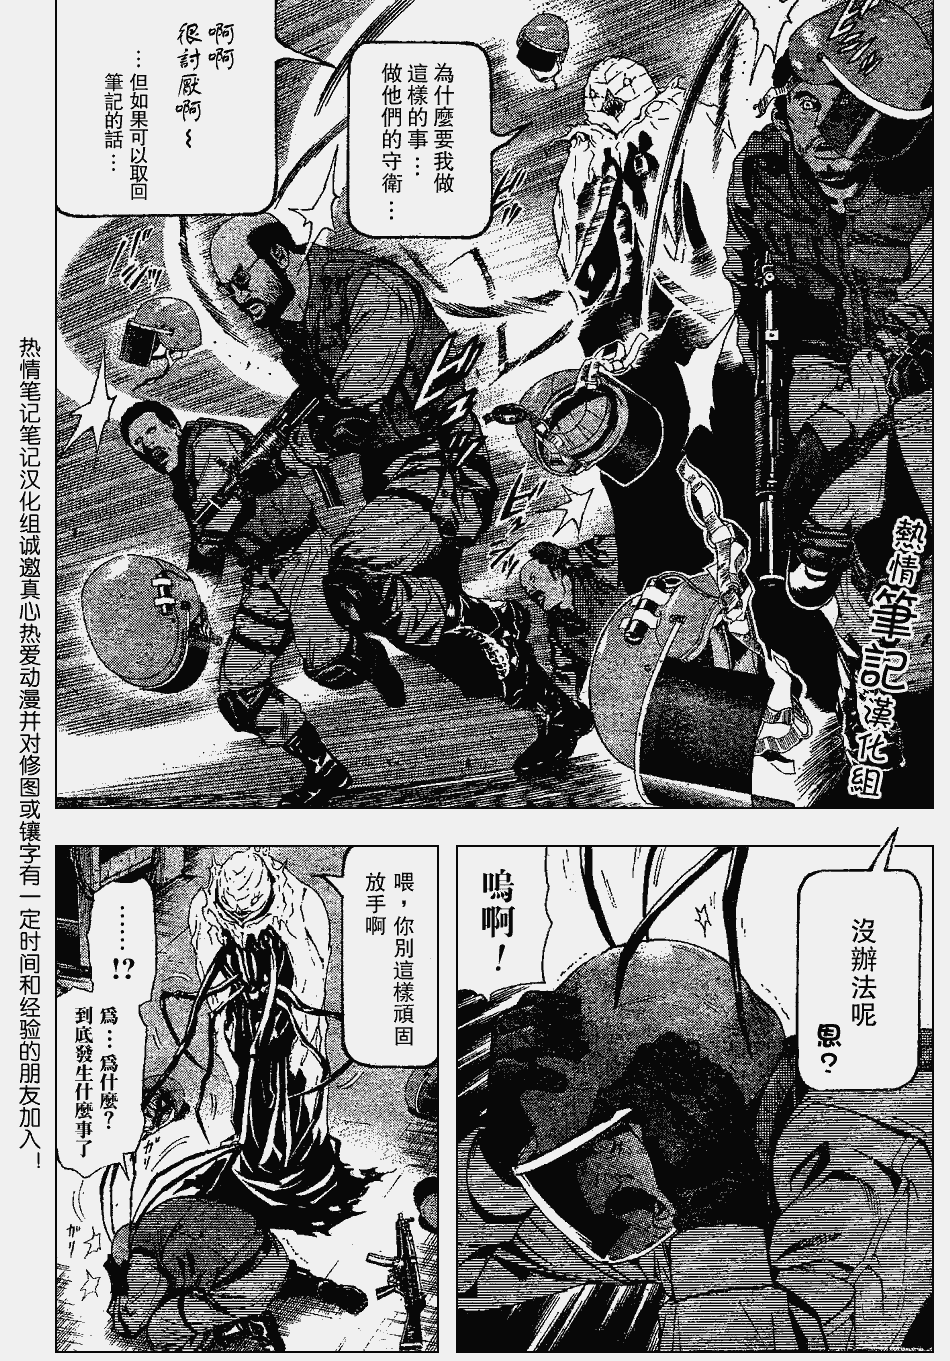 為什麼要我做
這樣的事…
做他們的守衛
…
啊啊
很討厭啊~
…但如果可以取回
筆記的話…
熱情筆記漢化組
沒辦法呢
恩?
嗚啊!
喂,你別這樣頑固
放手啊
……!?
爲…爲什麼?
到底發生什麼事了
ガリ
ガリ
热情笔记笔记汉化组诚邀真心热爱动漫并对修图或镶字有一定时间和经验的朋友加入!